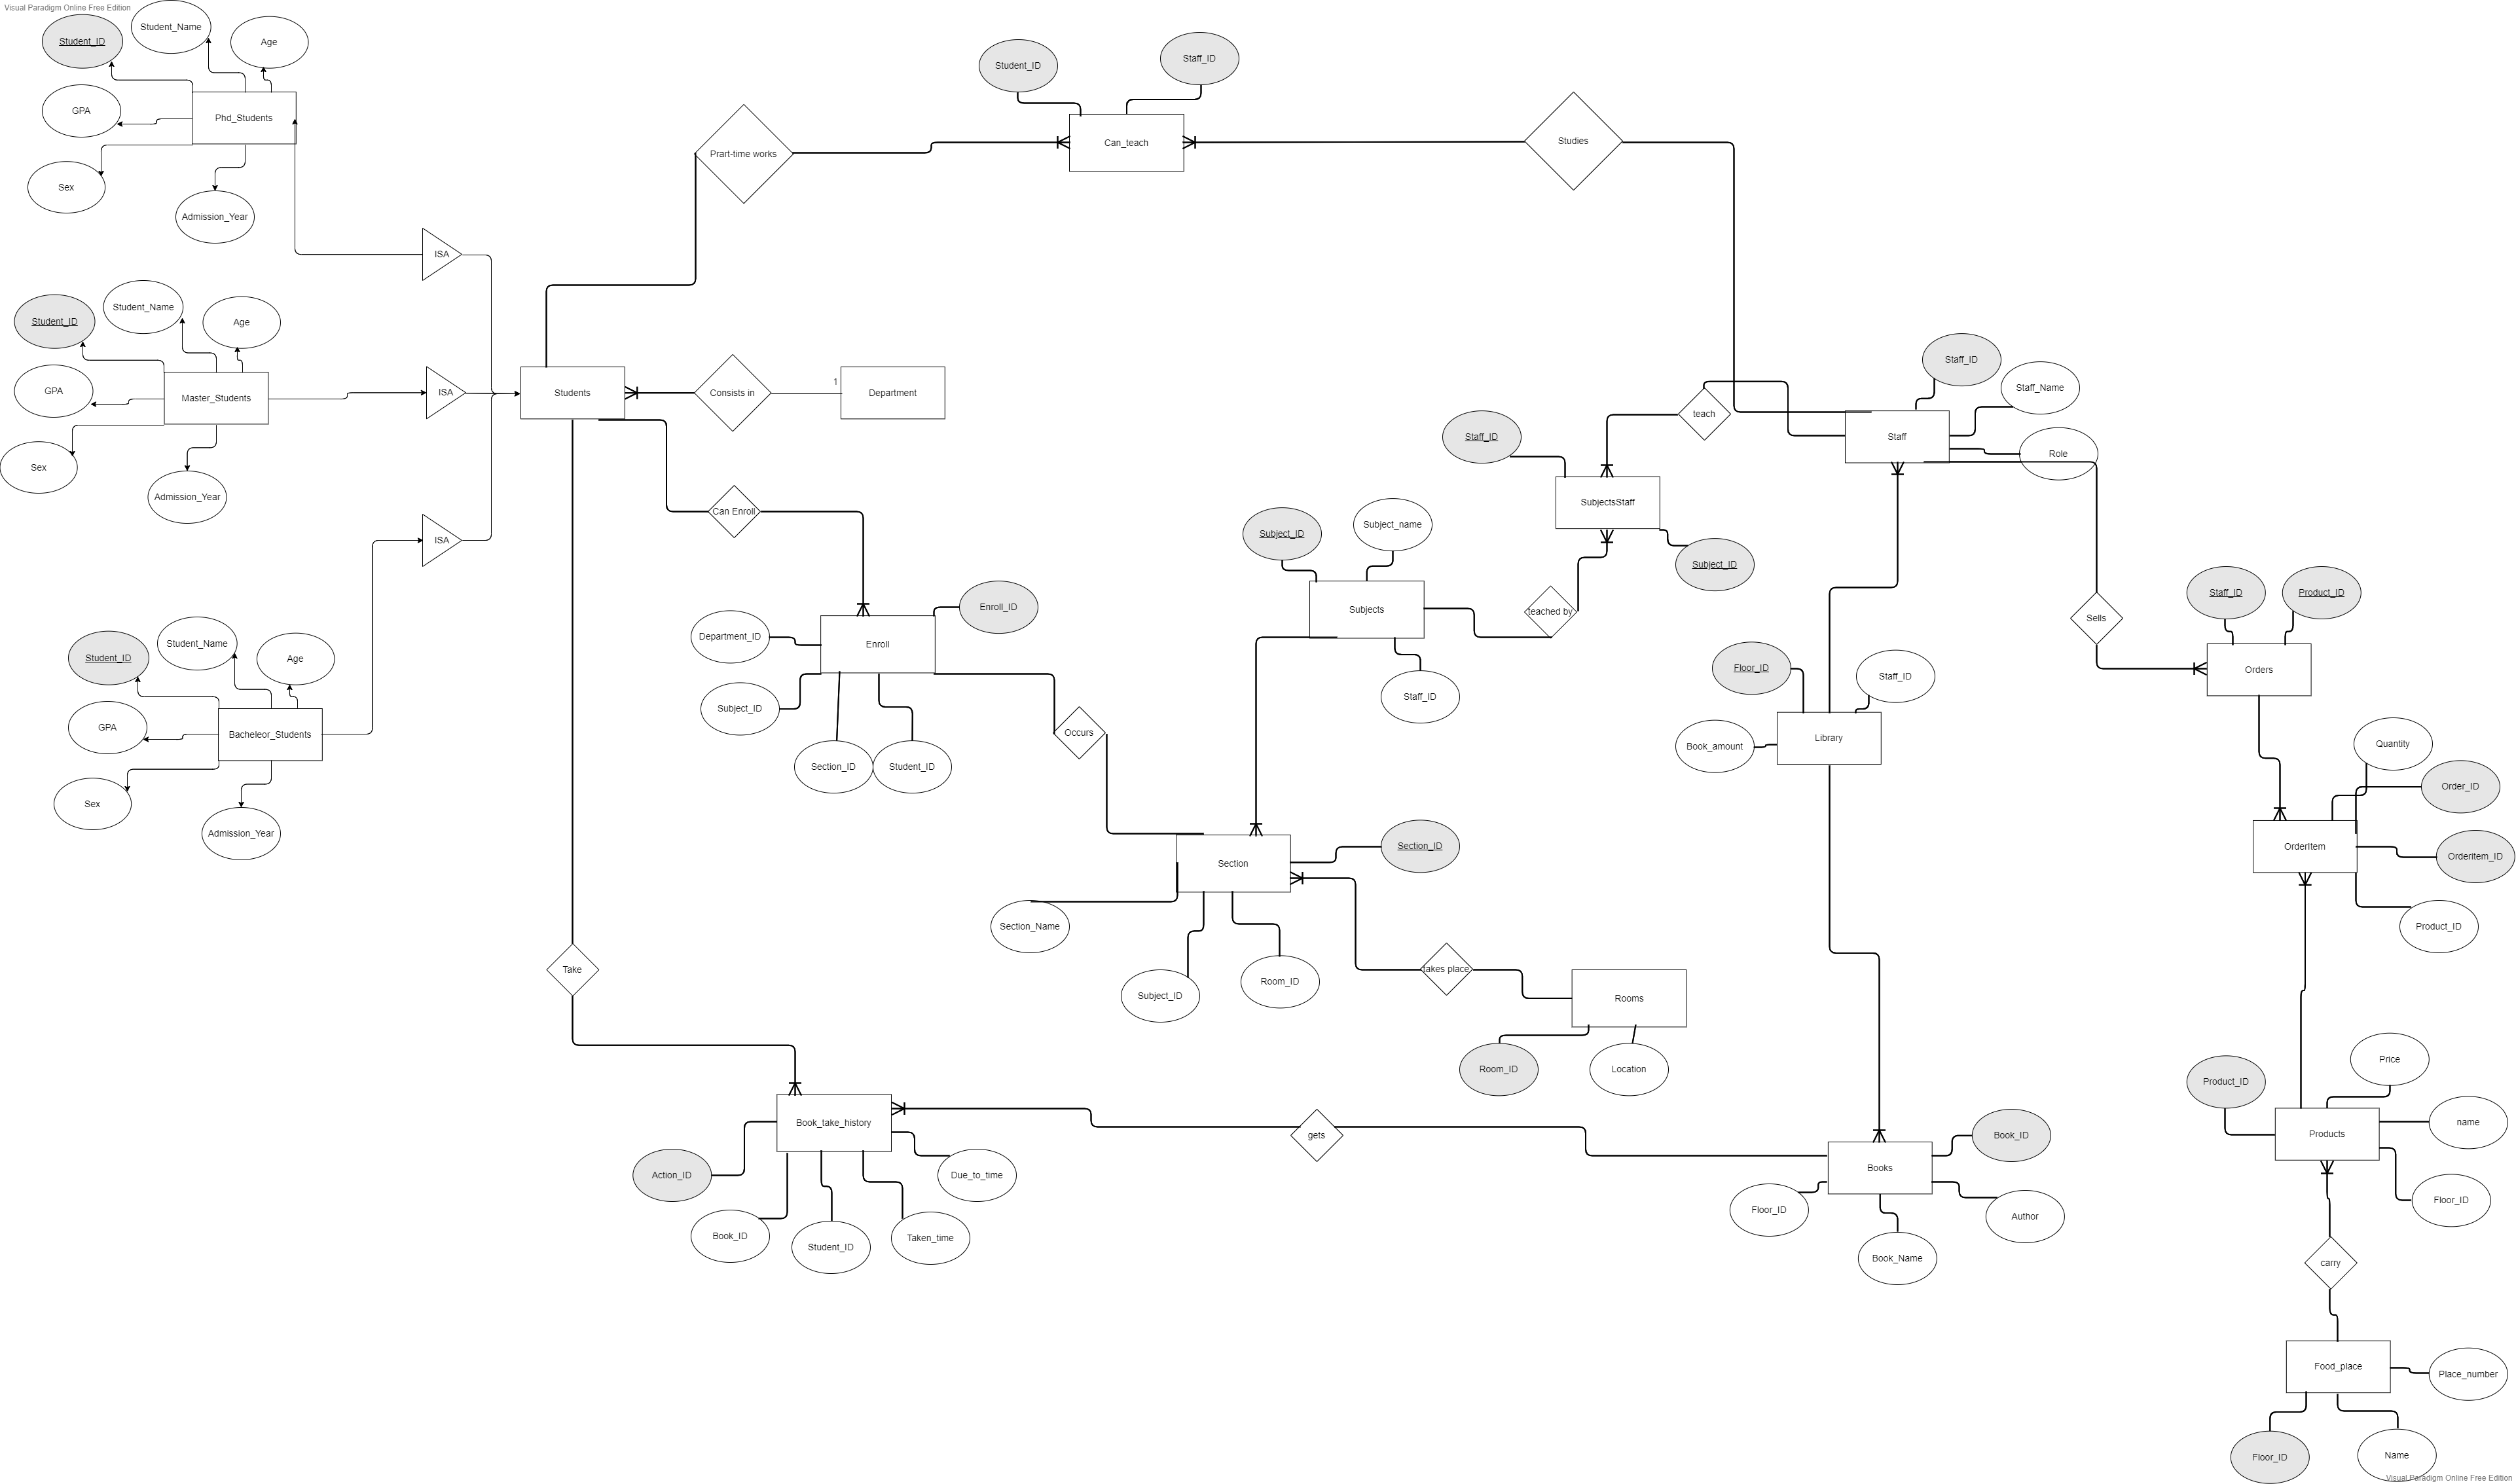 Visual Paradigm Online Free Edition
Student_ID
Student_Name
Age
GPA
Phd_Students
Sex
Admission_Year
ISA
Student_ID
Student_Name
Age
GPA
Master_Students
Sex
Admission_Year
ISA
Student_ID
Student_Name
Age
GPA
Bacheleor_Students
Sex
Admission_Year
ISA
Students
Prart-time works
Student_ID
Staff_ID
Can_teach
Studies
Consists in
1
Department
Can Enroll
Enroll_ID
Department_ID
Enroll
Subject_ID
Section_ID
Student_ID
Occurs
Staff_ID
Staff_Name
Staff
Role
teach
Staff_ID
SubjectsStaff
Subject_ID
Subject_ID
Subject_name
Subjects
teached by
Staff_ID
Section_ID
Section
Section_Name
Subject_ID
Room_ID
takes place
Rooms
Room_ID
Location
Floor_ID
Staff_ID
Library
Book_amount
Sells
Staff_ID
Product_ID
Orders
Quantity
Order_ID
OrderItem
Orderitem_ID
Product_ID
Take
Book_take_history
Action_ID
Due_to_time
Book_ID
Student_ID
Taken_time
gets
Book_ID
Books
Floor_ID
Author
Book_Name
Price
Product_ID
name
Products
Floor_ID
carry
Food_place
Place_number
Floor_ID
Name
Visual Paradigm Online Free Edition